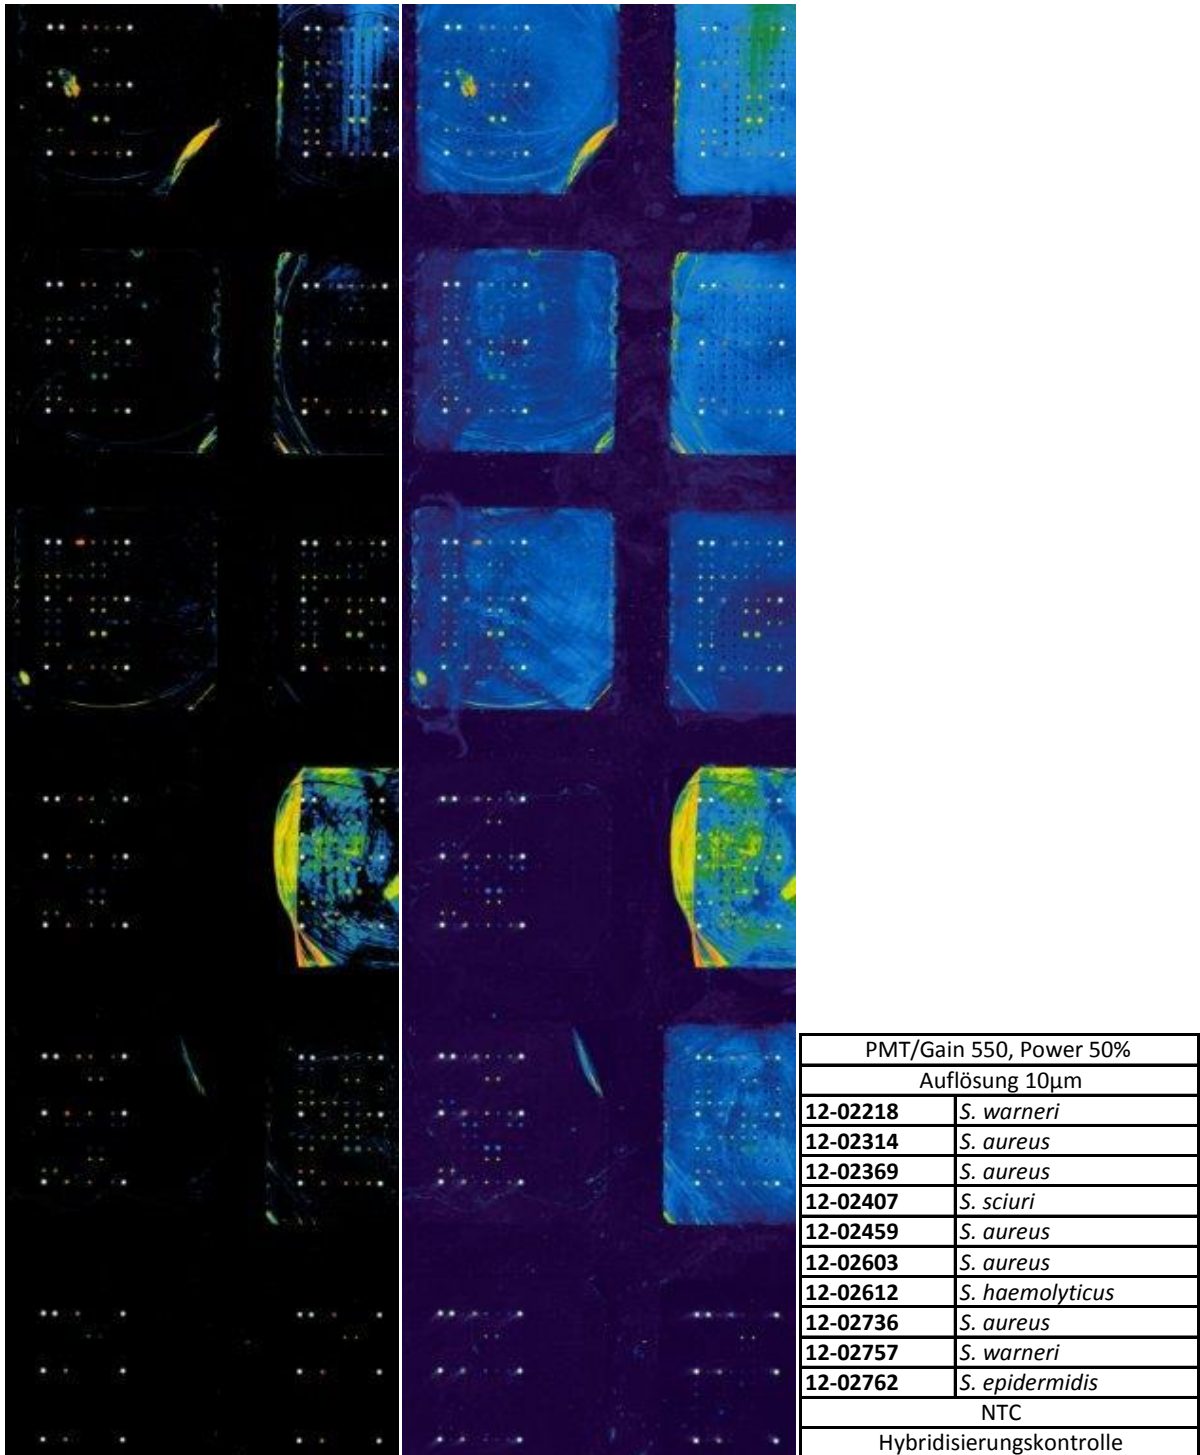 PMT/Gain 550, Power 50%
Auflösung 10µm
12-02218 S. warneri
12-02314 S. aureus
12-02369 S. aureus
12-02407 S. sciuri
12-02459 S. aureus
12-02603 S. aureus
12-02612 S. haemolyticus
12-02736 S. aureus
12-02757 S. warneri
12-02762 S. epidermidis
NTC
Hybridisierungskontrolle